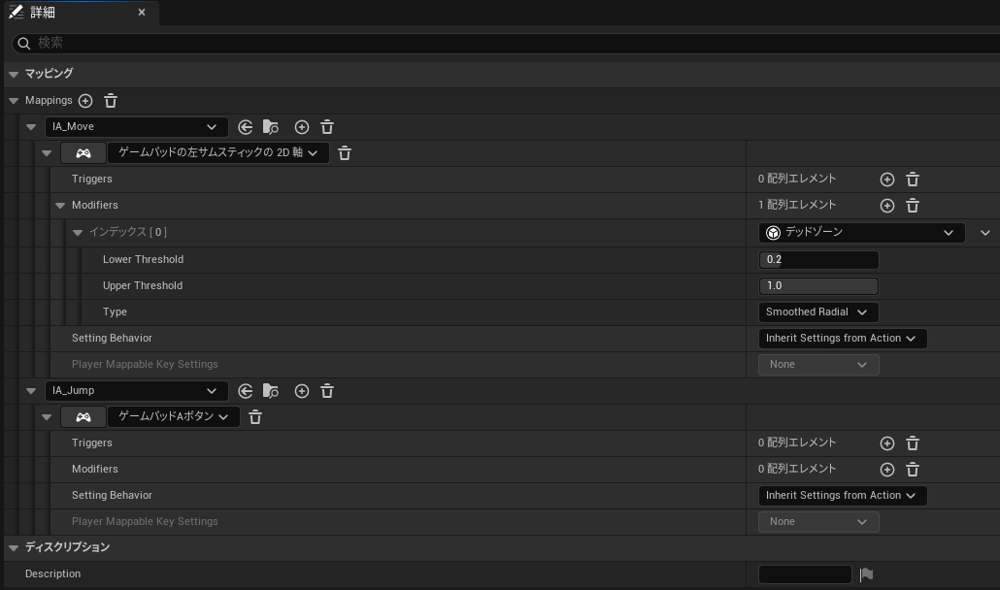 詳細
検索
マッピング
Mappings
IA_Move
ゲームパッドの左サムスティックの 2D 軸
Triggers 0 配列エレメント
Modifiers 1 配列エレメント
インデックス [ 0 ] デッドゾーン
Lower Threshold 0.2
Upper Threshold 1.0
Type Smoothed Radial
Setting Behavior Inherit Settings from Action
Player Mappable Key Settings None
IA_Jump
ゲームパッドAボタン
Triggers 0 配列エレメント
Modifiers 0 配列エレメント
Setting Behavior Inherit Settings from Action
Player Mappable Key Settings None
ディスクリプション
Description